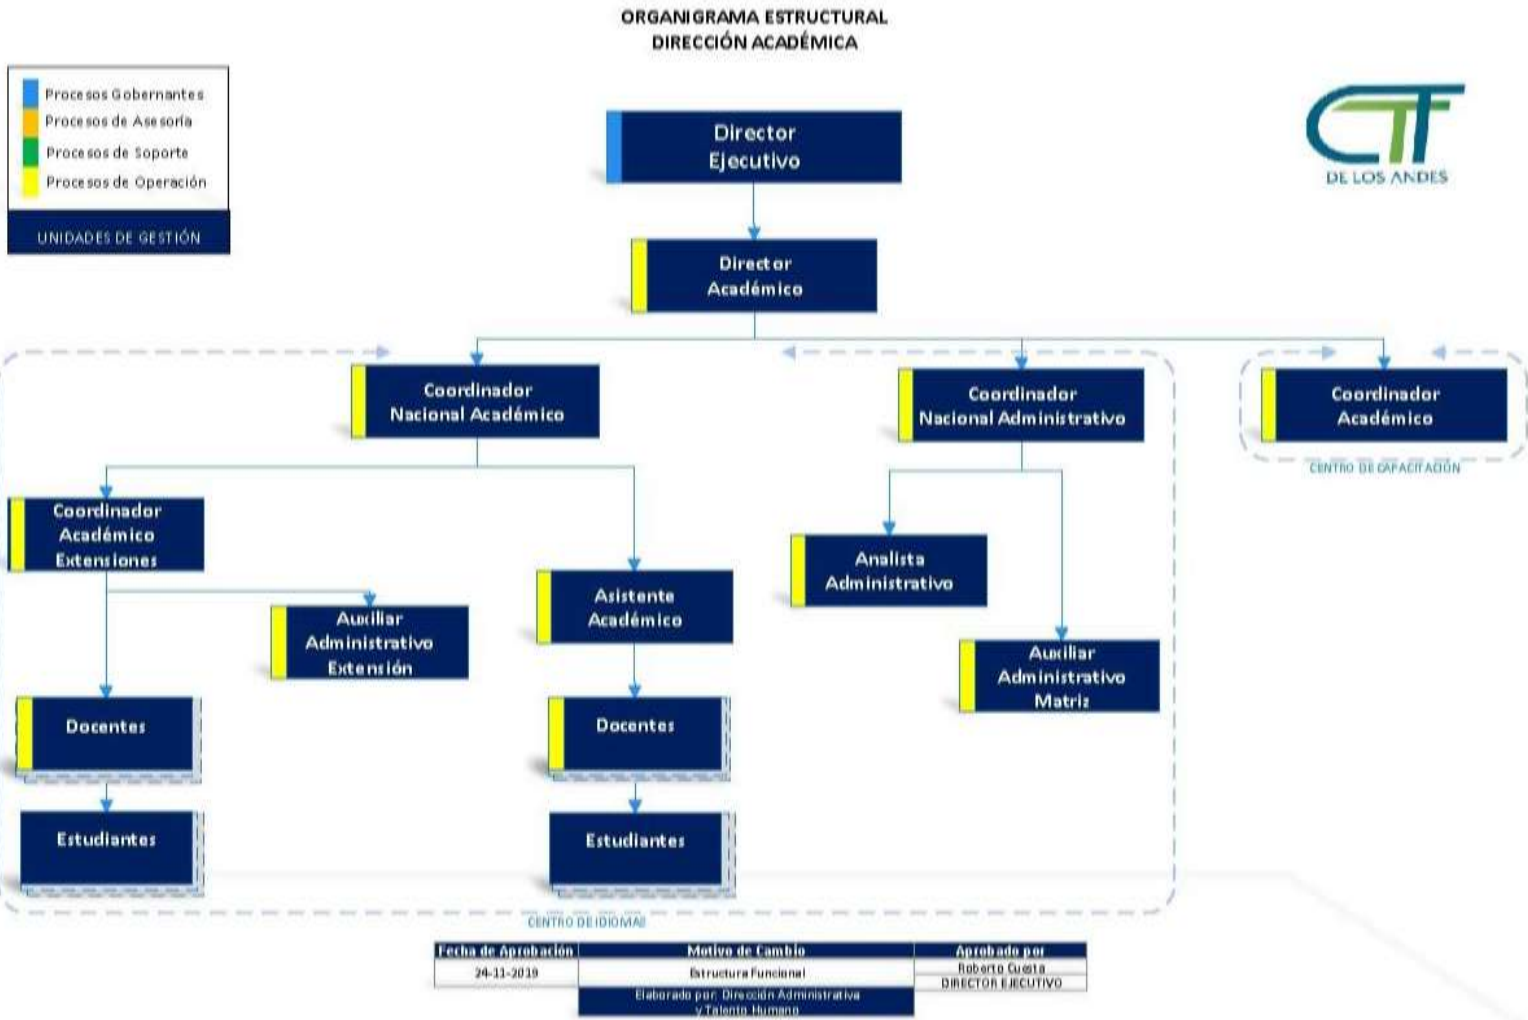 ORGANIGRAMA ESTRUCTURAL
DIRECCIÓN ACADÉMICA
Procesos Gobernantes
Procesos de Asesoría
Procesos de Soporte
Procesos de Operación
UNIDADES DE GESTIÓN
CTT
DE LOS ANDES
Director
Ejecutivo
Director
Académico
Coordinador
Nacional Académico
Coordinador
Nacional Administrativo
Coordinador
Académico
CENTRO DE CAPACITACIÓN
Coordinador
Académico
Extensiones
Auxiliar
Administrativo
Extensión
Asistente
Académico
Analista
Administrativo
Auxiliar
Administrativo
Matriz
Docentes
Docentes
Estudiantes
Estudiantes
CENTRO DE IDIOMAS
Fecha de Aprobación
Motivo de Cambio
Aprobado por
24-11-2019
Estructura Funcional
Roberto Cuesta
DIRECTOR EJECUTIVO
Elaborado por: Dirección Administrativa
y Talento Humano